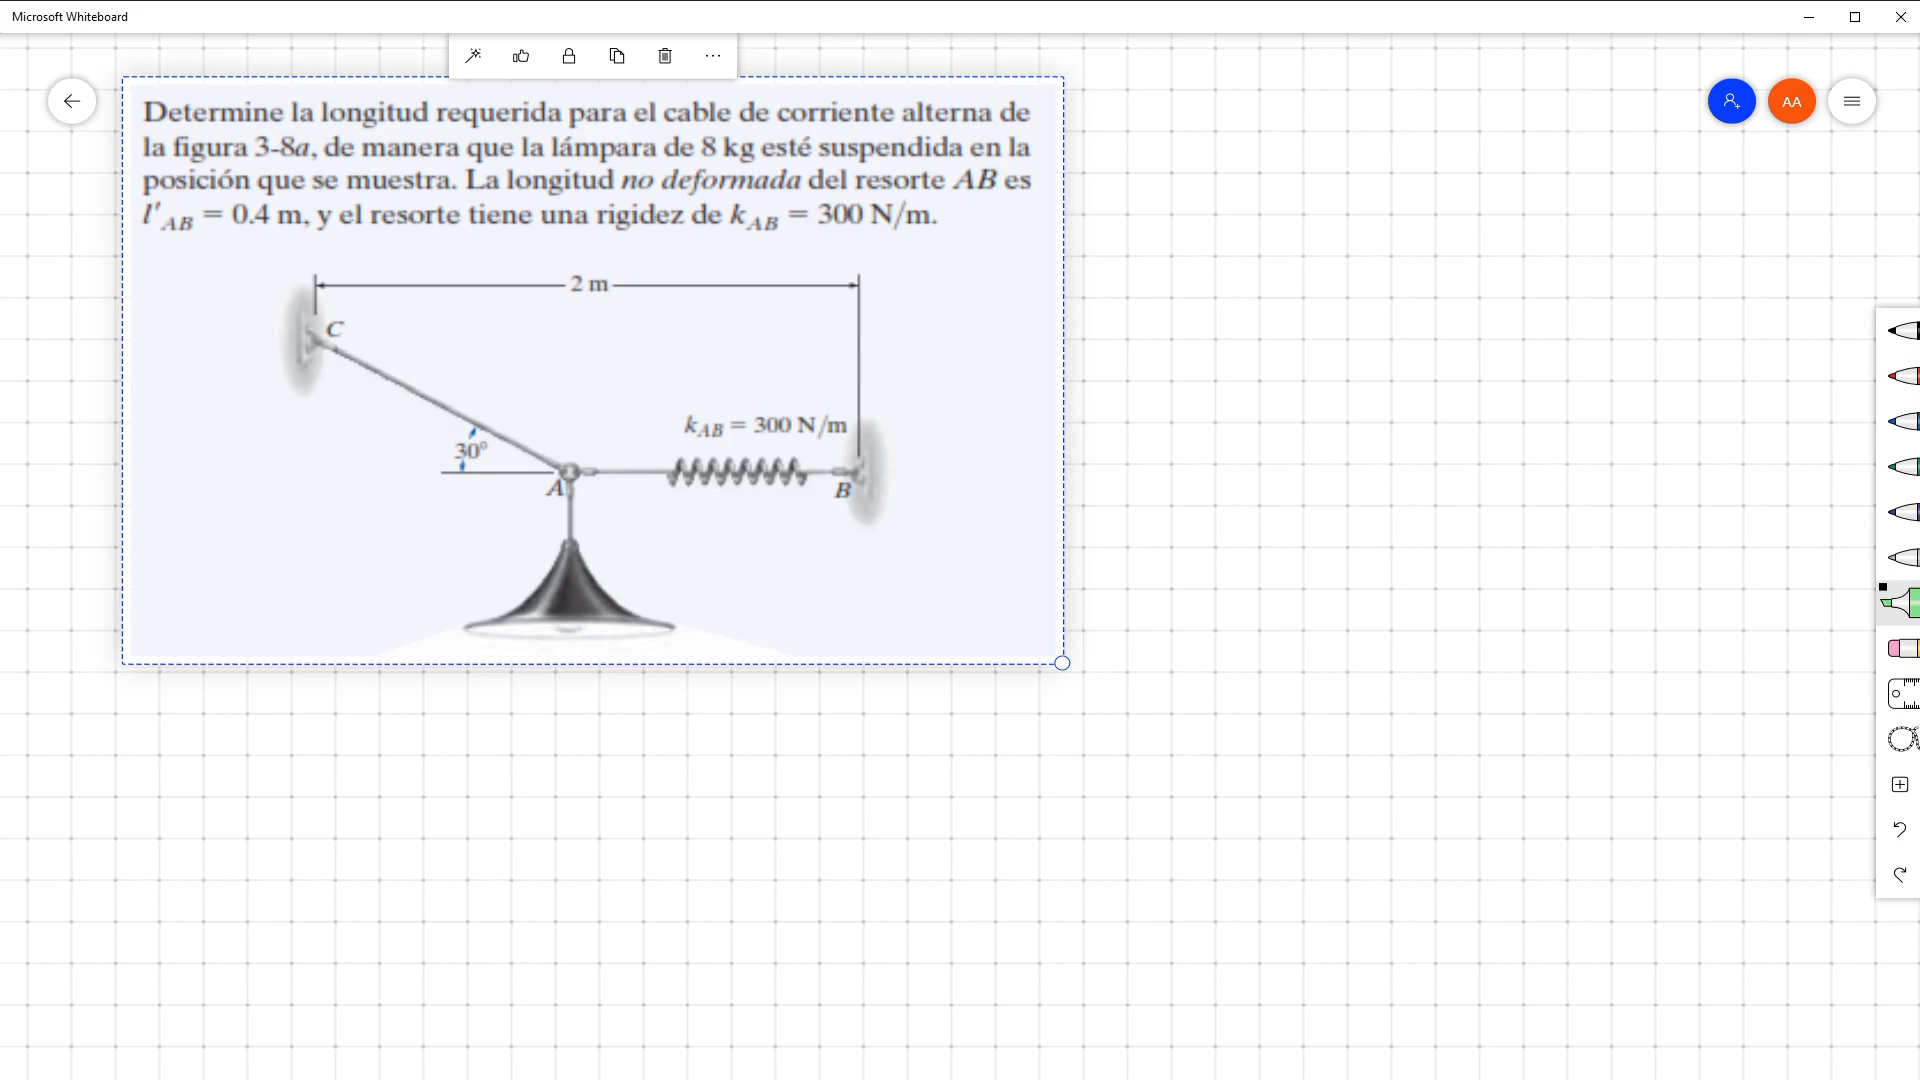 Microsoft Whiteboard
AA
Determine la longitud requerida para el cable de corriente alterna de
la figura 3-8a, de manera que la lámpara de 8 kg esté suspendida en la
posición que se muestra. La longitud no deformada del resorte AB es
l'AB = 0.4 m, y el resorte tiene una rigidez de kAB = 300 N/m.
2 m
C
kAB = 300 N/m
30°
A
B